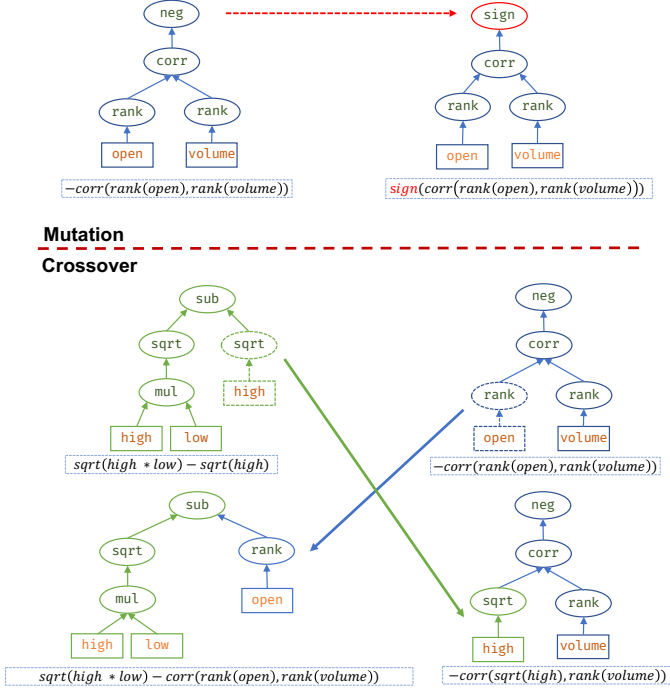 neg
sign
corr
corr
rank
rank
rank
rank
open
volume
open
volume
−corr(rank(open),rank(volume))
sign(corr(rank(open),rank(volume)))
Mutation
Crossover
sub
neg
sqrt
sqrt
corr
mul
high
rank
rank
high
low
open
volume
sqrt(high * low) − sqrt(high)
−corr(rank(open),rank(volume))
sub
neg
sqrt
rank
corr
mul
open
sqrt
rank
high
low
high
volume
sqrt(high * low) − corr(rank(open),rank(volume))
−corr(sqrt(high),rank(volume))